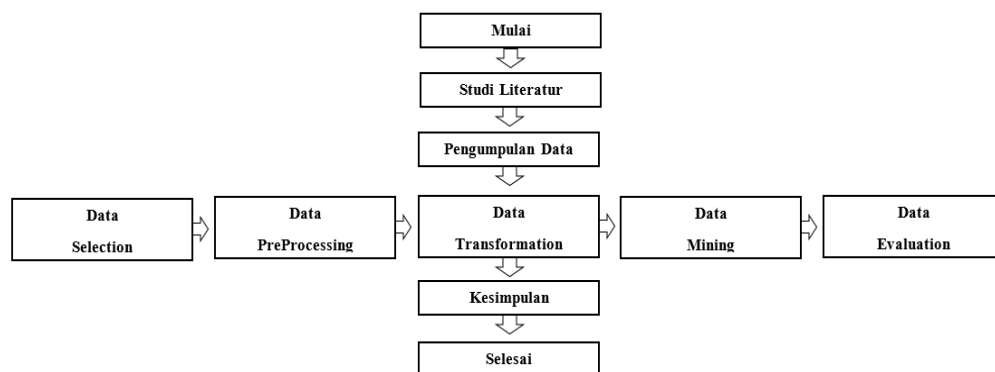 Mulai
Studi Literatur
Pengumpulan Data
Data
Selection
Data
PreProcessing
Data
Transformation
Data
Mining
Data
Evaluation
Kesimpulan
Selesai